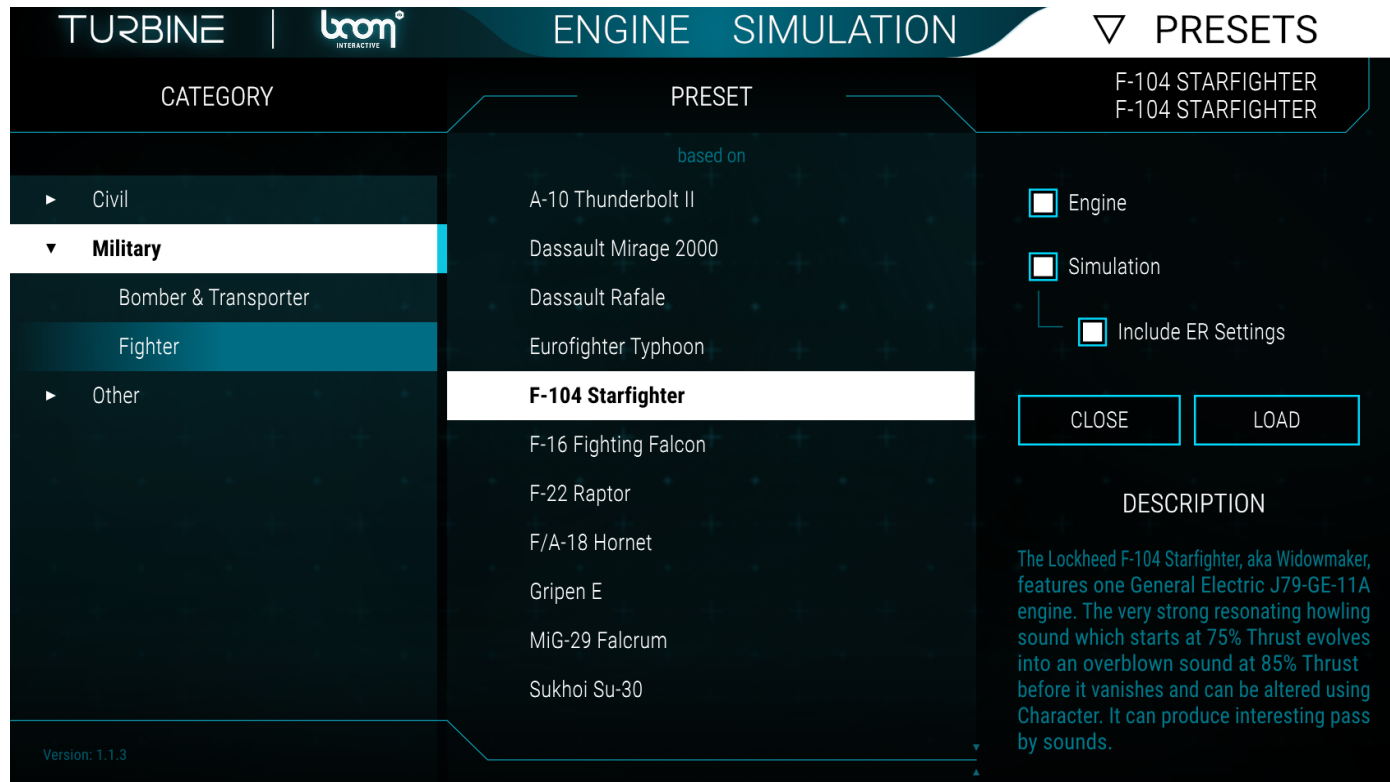 TURBINE
boom
INTERACTIVE
ENGINE SIMULATION
PRESETS
CATEGORY
PRESET
F-104 STARFIGHTER
F-104 STARFIGHTER
based on
Civil
Military
Bomber & Transporter
Fighter
Other
A-10 Thunderbolt II
Dassault Mirage 2000
Dassault Rafale
Eurofighter Typhoon
F-104 Starfighter
F-16 Fighting Falcon
F-22 Raptor
F/A-18 Hornet
Gripen E
MiG-29 Falcrum
Sukhoi Su-30
Engine
Simulation
Include ER Settings
CLOSE
LOAD
DESCRIPTION
The Lockheed F-104 Starfighter, aka Widowmaker,
features one General Electric J79-GE-11A
engine. The very strong resonating howling
sound which starts at 75% Thrust evolves
into an overblown sound at 85% Thrust
before it vanishes and can be altered using
Character. It can produce interesting pass
by sounds.
Version: 1.1.3